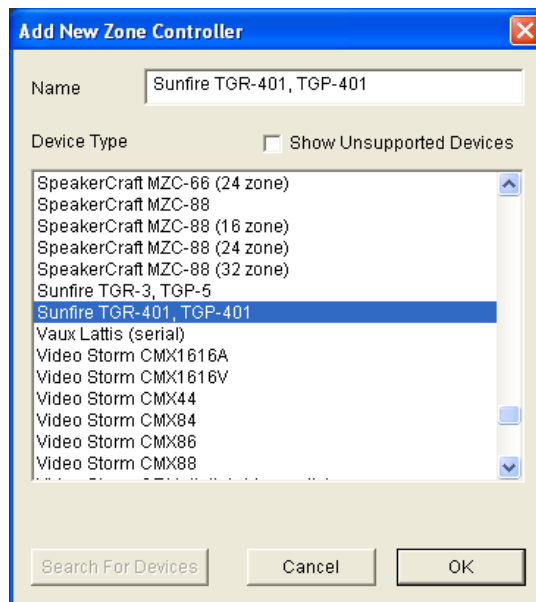 Add New Zone Controller
Name
Sunfire TGR-401, TGP-401
Device Type
Show Unsupported Devices
SpeakerCraft MZC-66 (24 zone)
SpeakerCraft MZC-88
SpeakerCraft MZC-88 (16 zone)
SpeakerCraft MZC-88 (24 zone)
SpeakerCraft MZC-88 (32 zone)
Sunfire TGR-3, TGP-5
Sunfire TGR-401, TGP-401
Vaux Lattis (serial)
Video Storm CMX1616A
Video Storm CMX1616V
Video Storm CMX44
Video Storm CMX84
Video Storm CMX86
Video Storm CMX88
Search For Devices
Cancel
OK